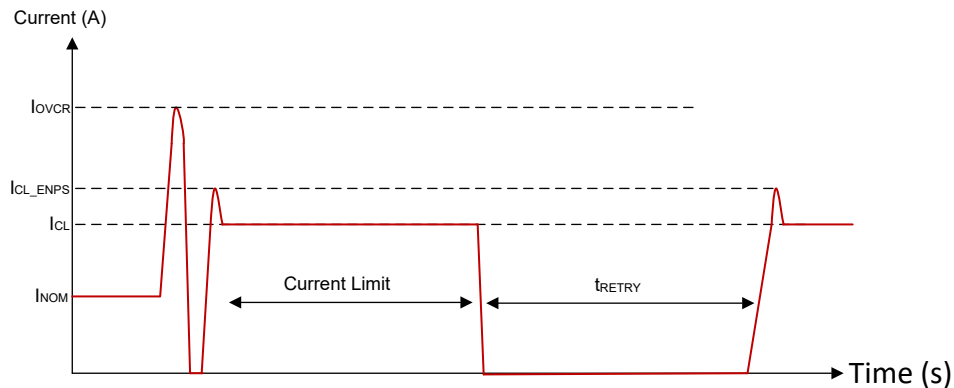 Current (A)
IOVCR
ICL_ENPS
ICL
INOM
Current Limit
tRETRY
Time (s)